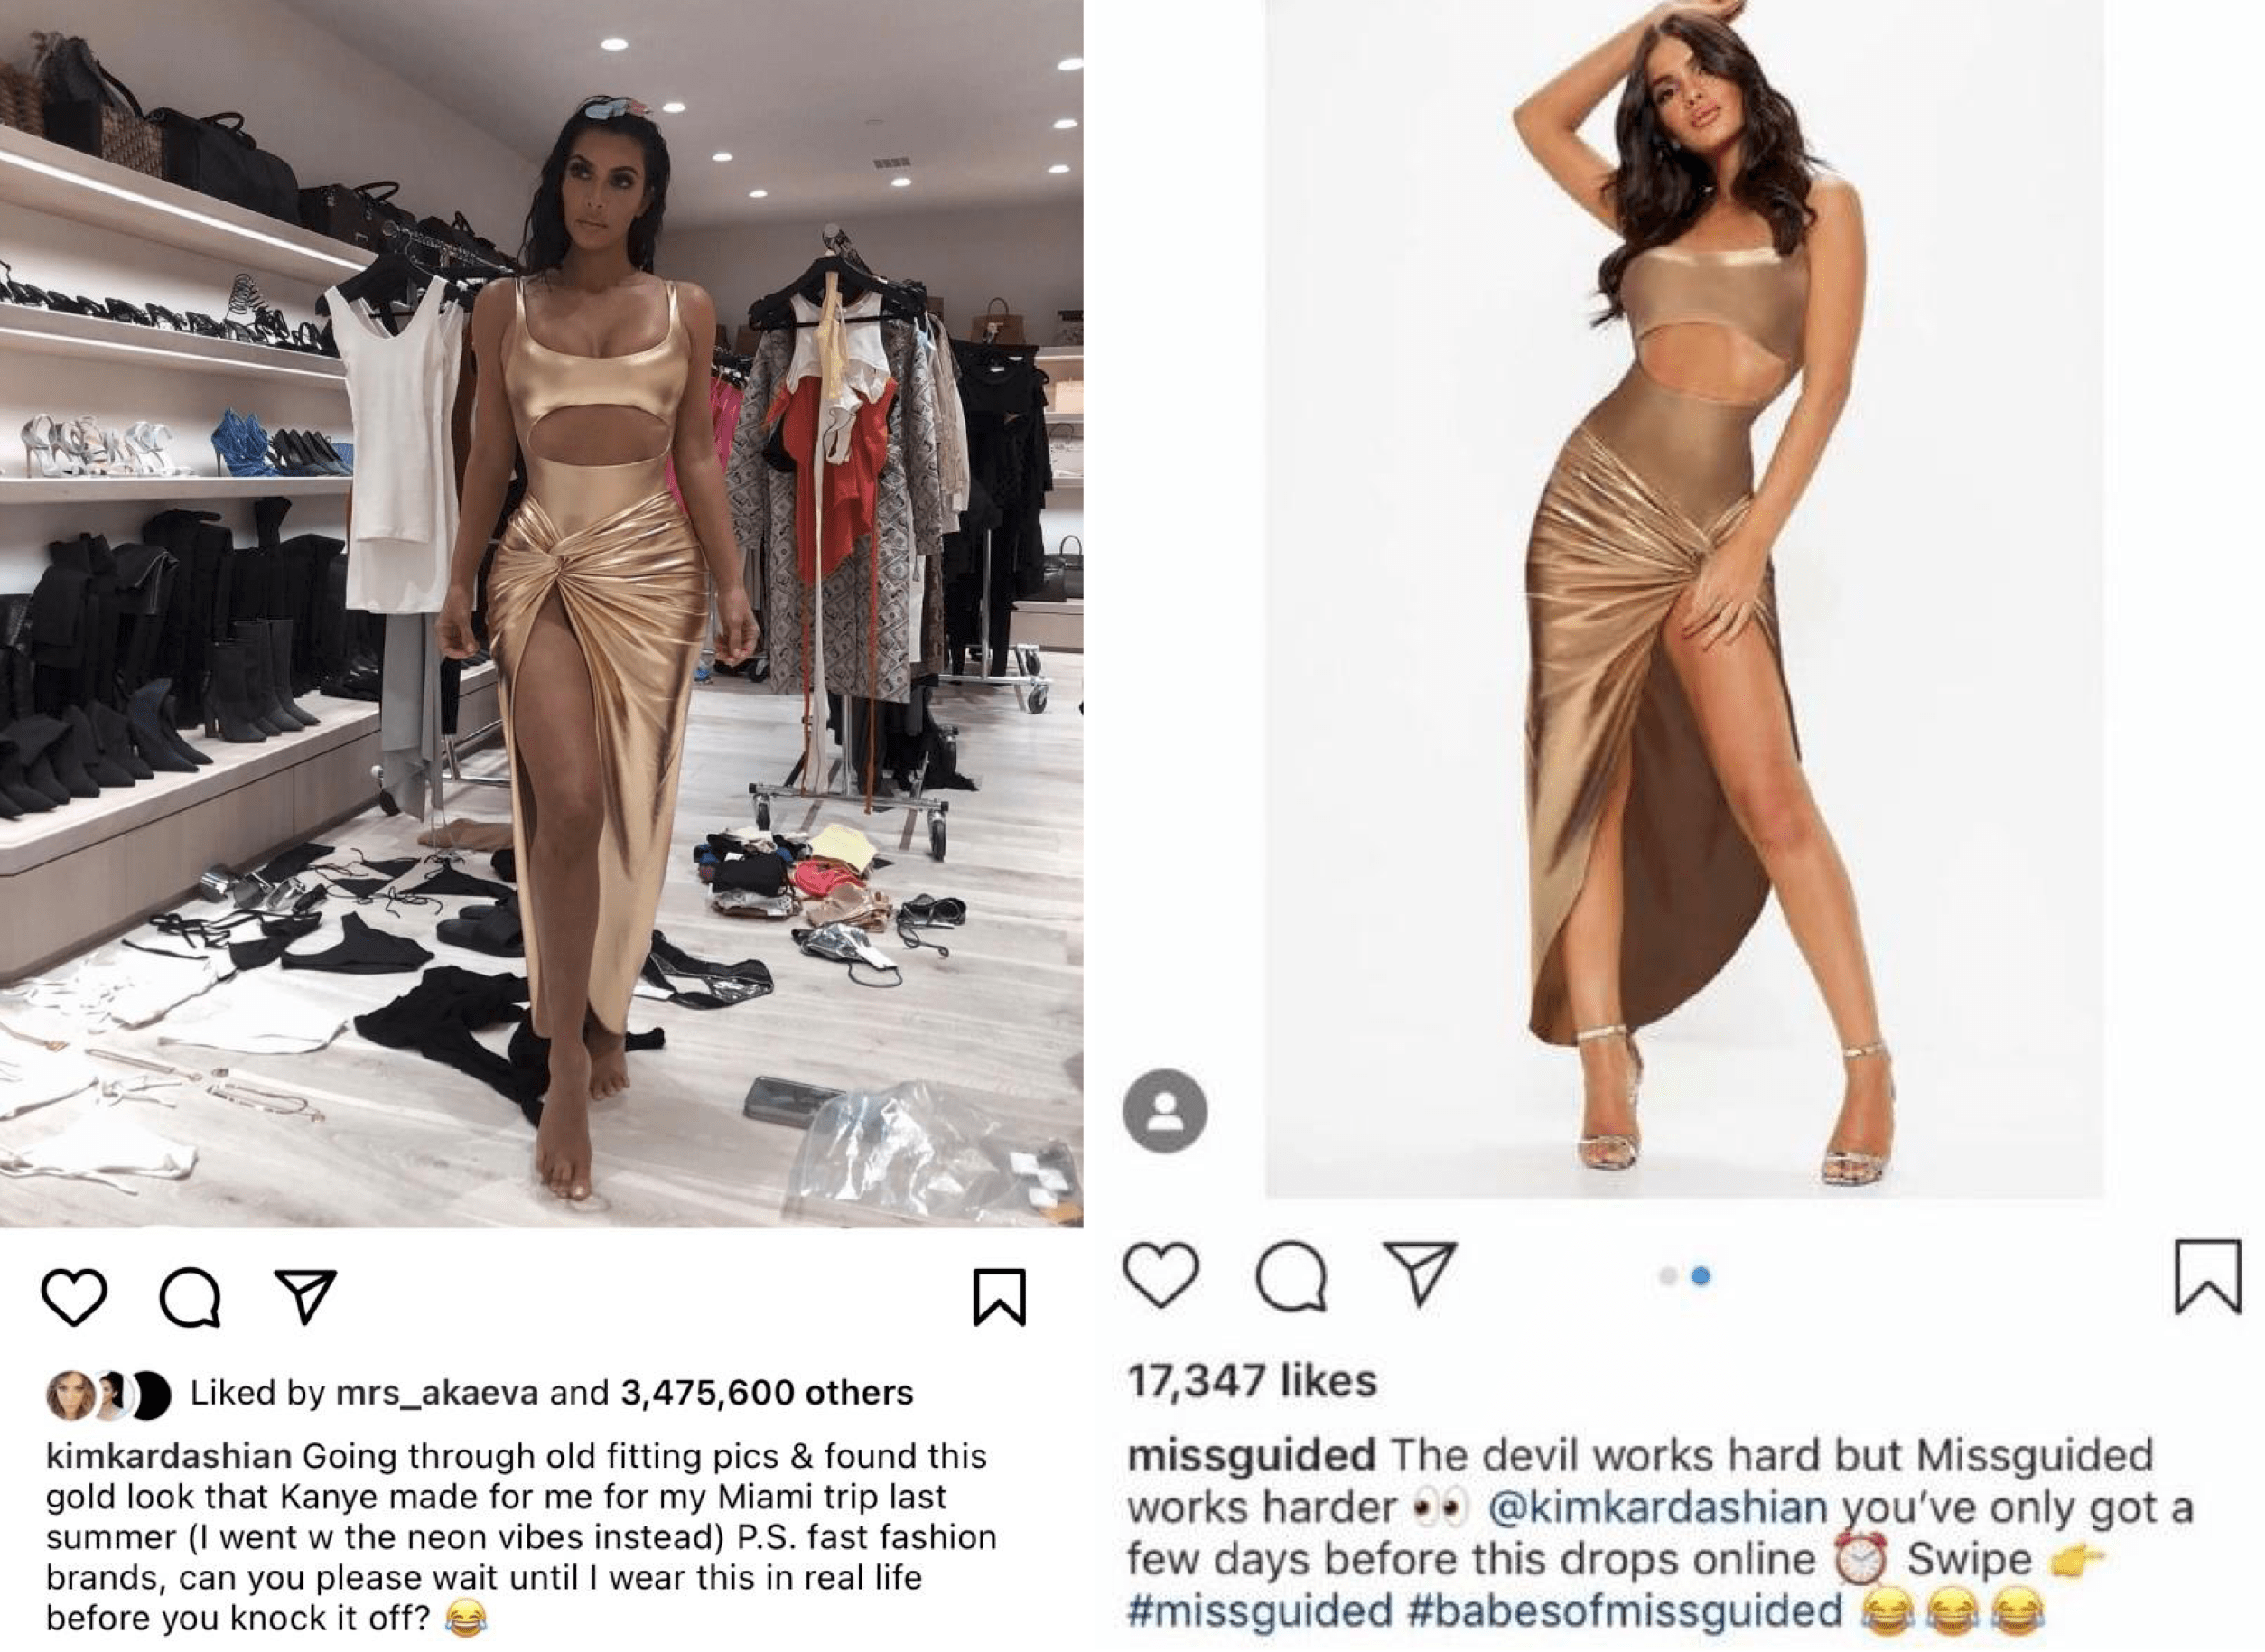 Liked by mrs_akaeva and 3,475,600 others
kimkardashian Going through old fitting pics & found this
gold look that Kanye made for me for my Miami trip last
summer (I went w the neon vibes instead) P.S. fast fashion
brands, can you please wait until I wear this in real life
before you knock it off? 😂
17,347 likes
missguided The devil works hard but Missguided
works harder 👀 @kimkardashian you've only got a
few days before this drops online ⏰ Swipe 👉
#missguided #babesofmissguided 😂😂😂